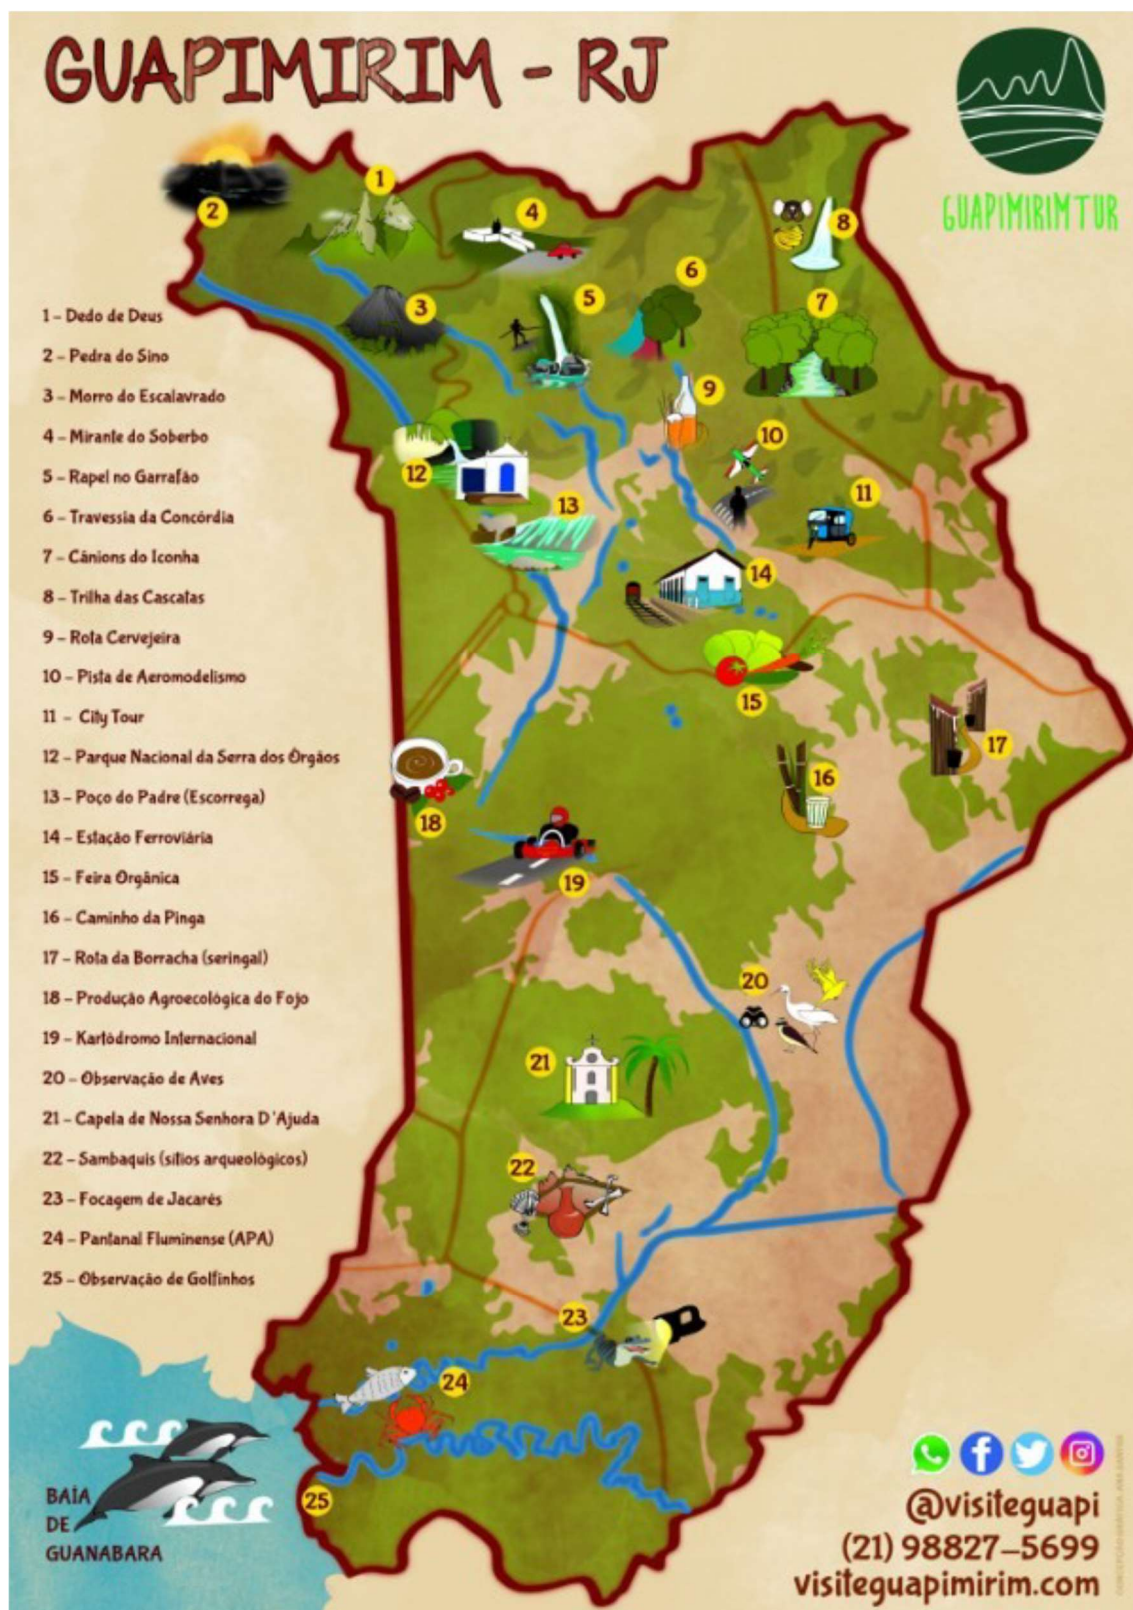 GUAPIMIRIM - RJ
GUAPIMIRIMTUR
1 - Dedo de Deus
2 - Pedra do Sino
3 - Morro do Escalavrado
4 - Mirante do Soberbo
5 - Rapel no Garrafão
6 - Travessia da Concórdia
7 - Cânions do Iconha
8 - Trilha das Cascatas
9 - Rota Cervejeira
10 - Pista de Aeromodelismo
11 - City Tour
12 - Parque Nacional da Serra dos Órgãos
13 - Poço do Padre (Escorrega)
14 - Estação Ferroviária
15 - Feira Orgânica
16 - Caminho da Pinga
17 - Rota da Borracha (seringal)
18 - Produção Agroecológica do Fojo
19 - Kartódromo Internacional
20 - Observação de Aves
21 - Capela de Nossa Senhora D'Ajuda
22 - Sambaquis (sítios arqueológicos)
23 - Focagem de Jacarés
24 - Pantanal Fluminense (APA)
25 - Observação de Golfinhos
1
2
3
4
5
6
7
8
9
10
11
12
13
14
15
16
17
18
19
20
21
22
23
24
25
BAÍA
DE
GUANABARA
@visiteguapi
(21) 98827-5699
visiteguapimirim.com